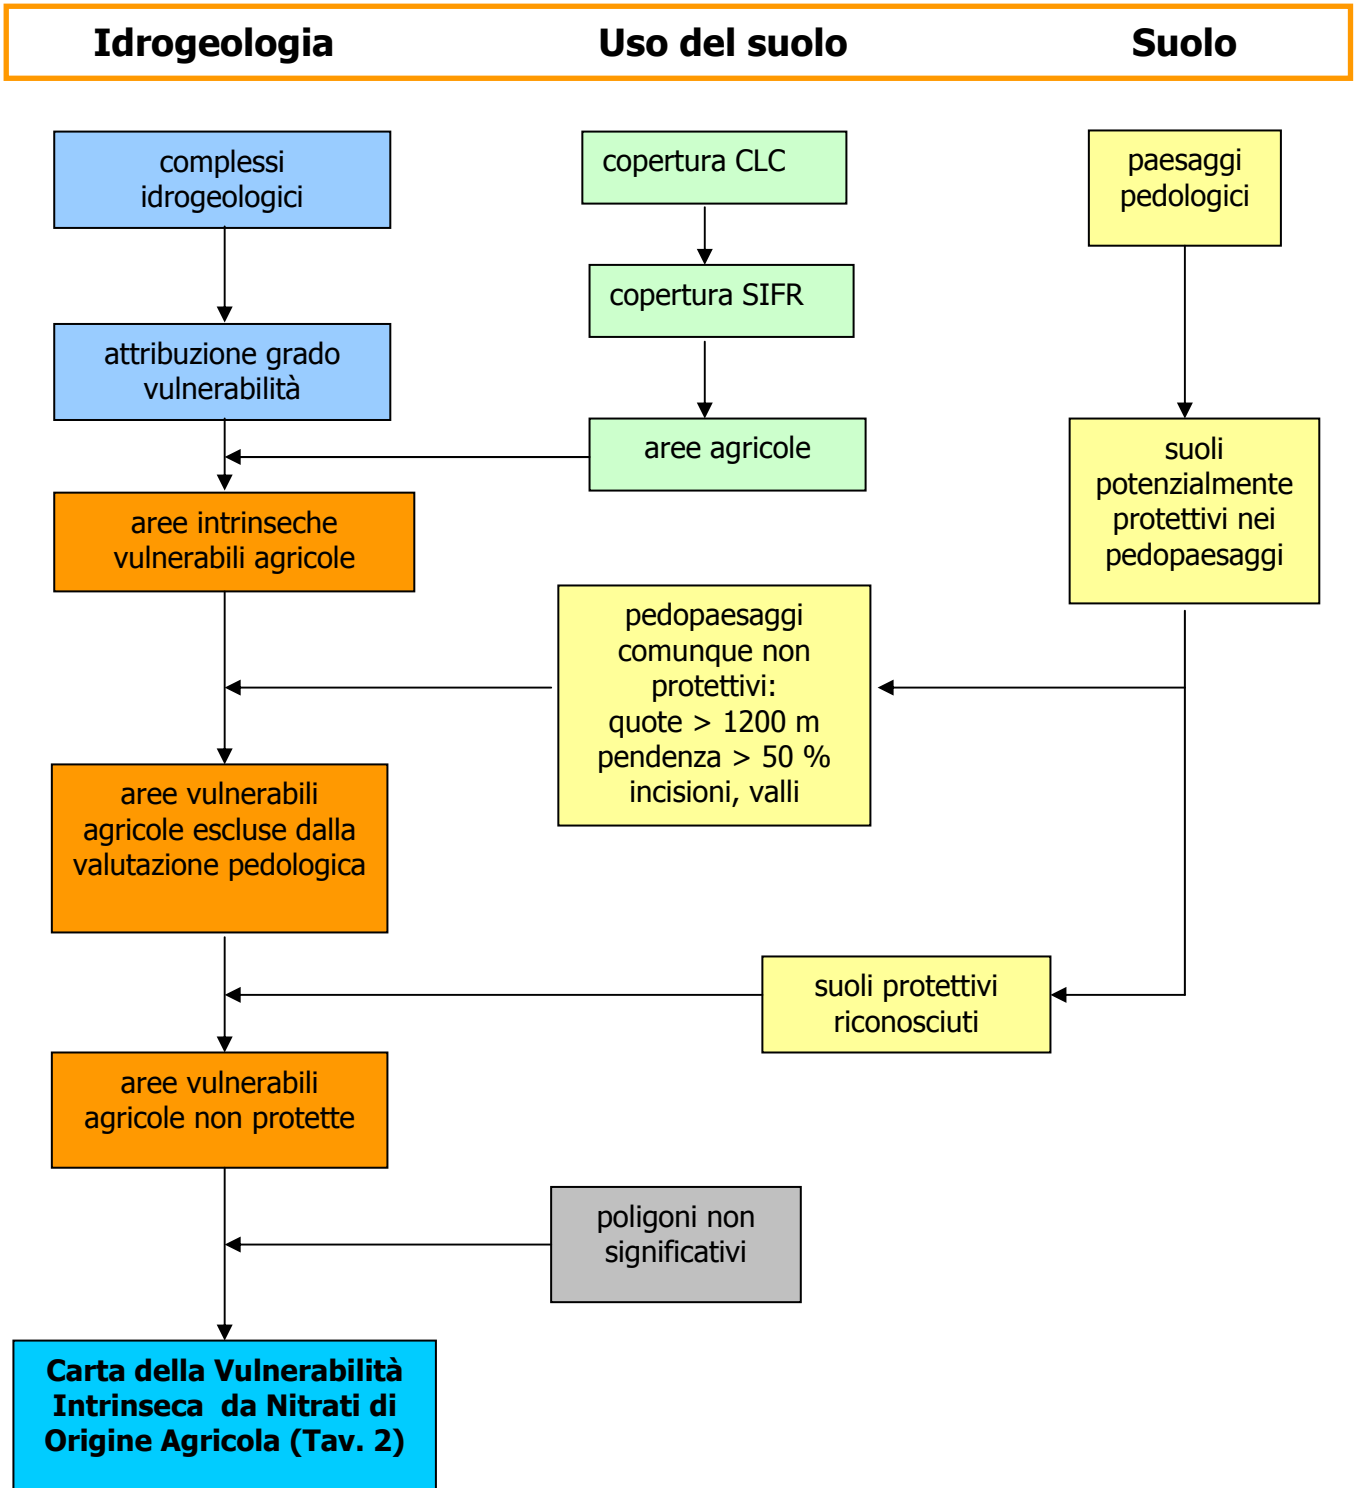 Idrogeologia
Uso del suolo
Suolo
complessi
idrogeologici
copertura CLC
paesaggi
pedologici
copertura SIFR
attribuzione grado
vulnerabilità
aree agricole
suoli
potenzialmente
protettivi nei
pedopaesaggi
aree intrinseche
vulnerabili agricole
pedopaesaggi
comunque non
protettivi:
quote > 1200 m
pendenza > 50 %
incisioni, valli
aree vulnerabili
agricole escluse dalla
valutazione pedologica
suoli protettivi
riconosciuti
aree vulnerabili
agricole non protette
poligoni non
significativi
Carta della Vulnerabilità
Intrinseca da Nitrati di
Origine Agricola (Tav. 2)